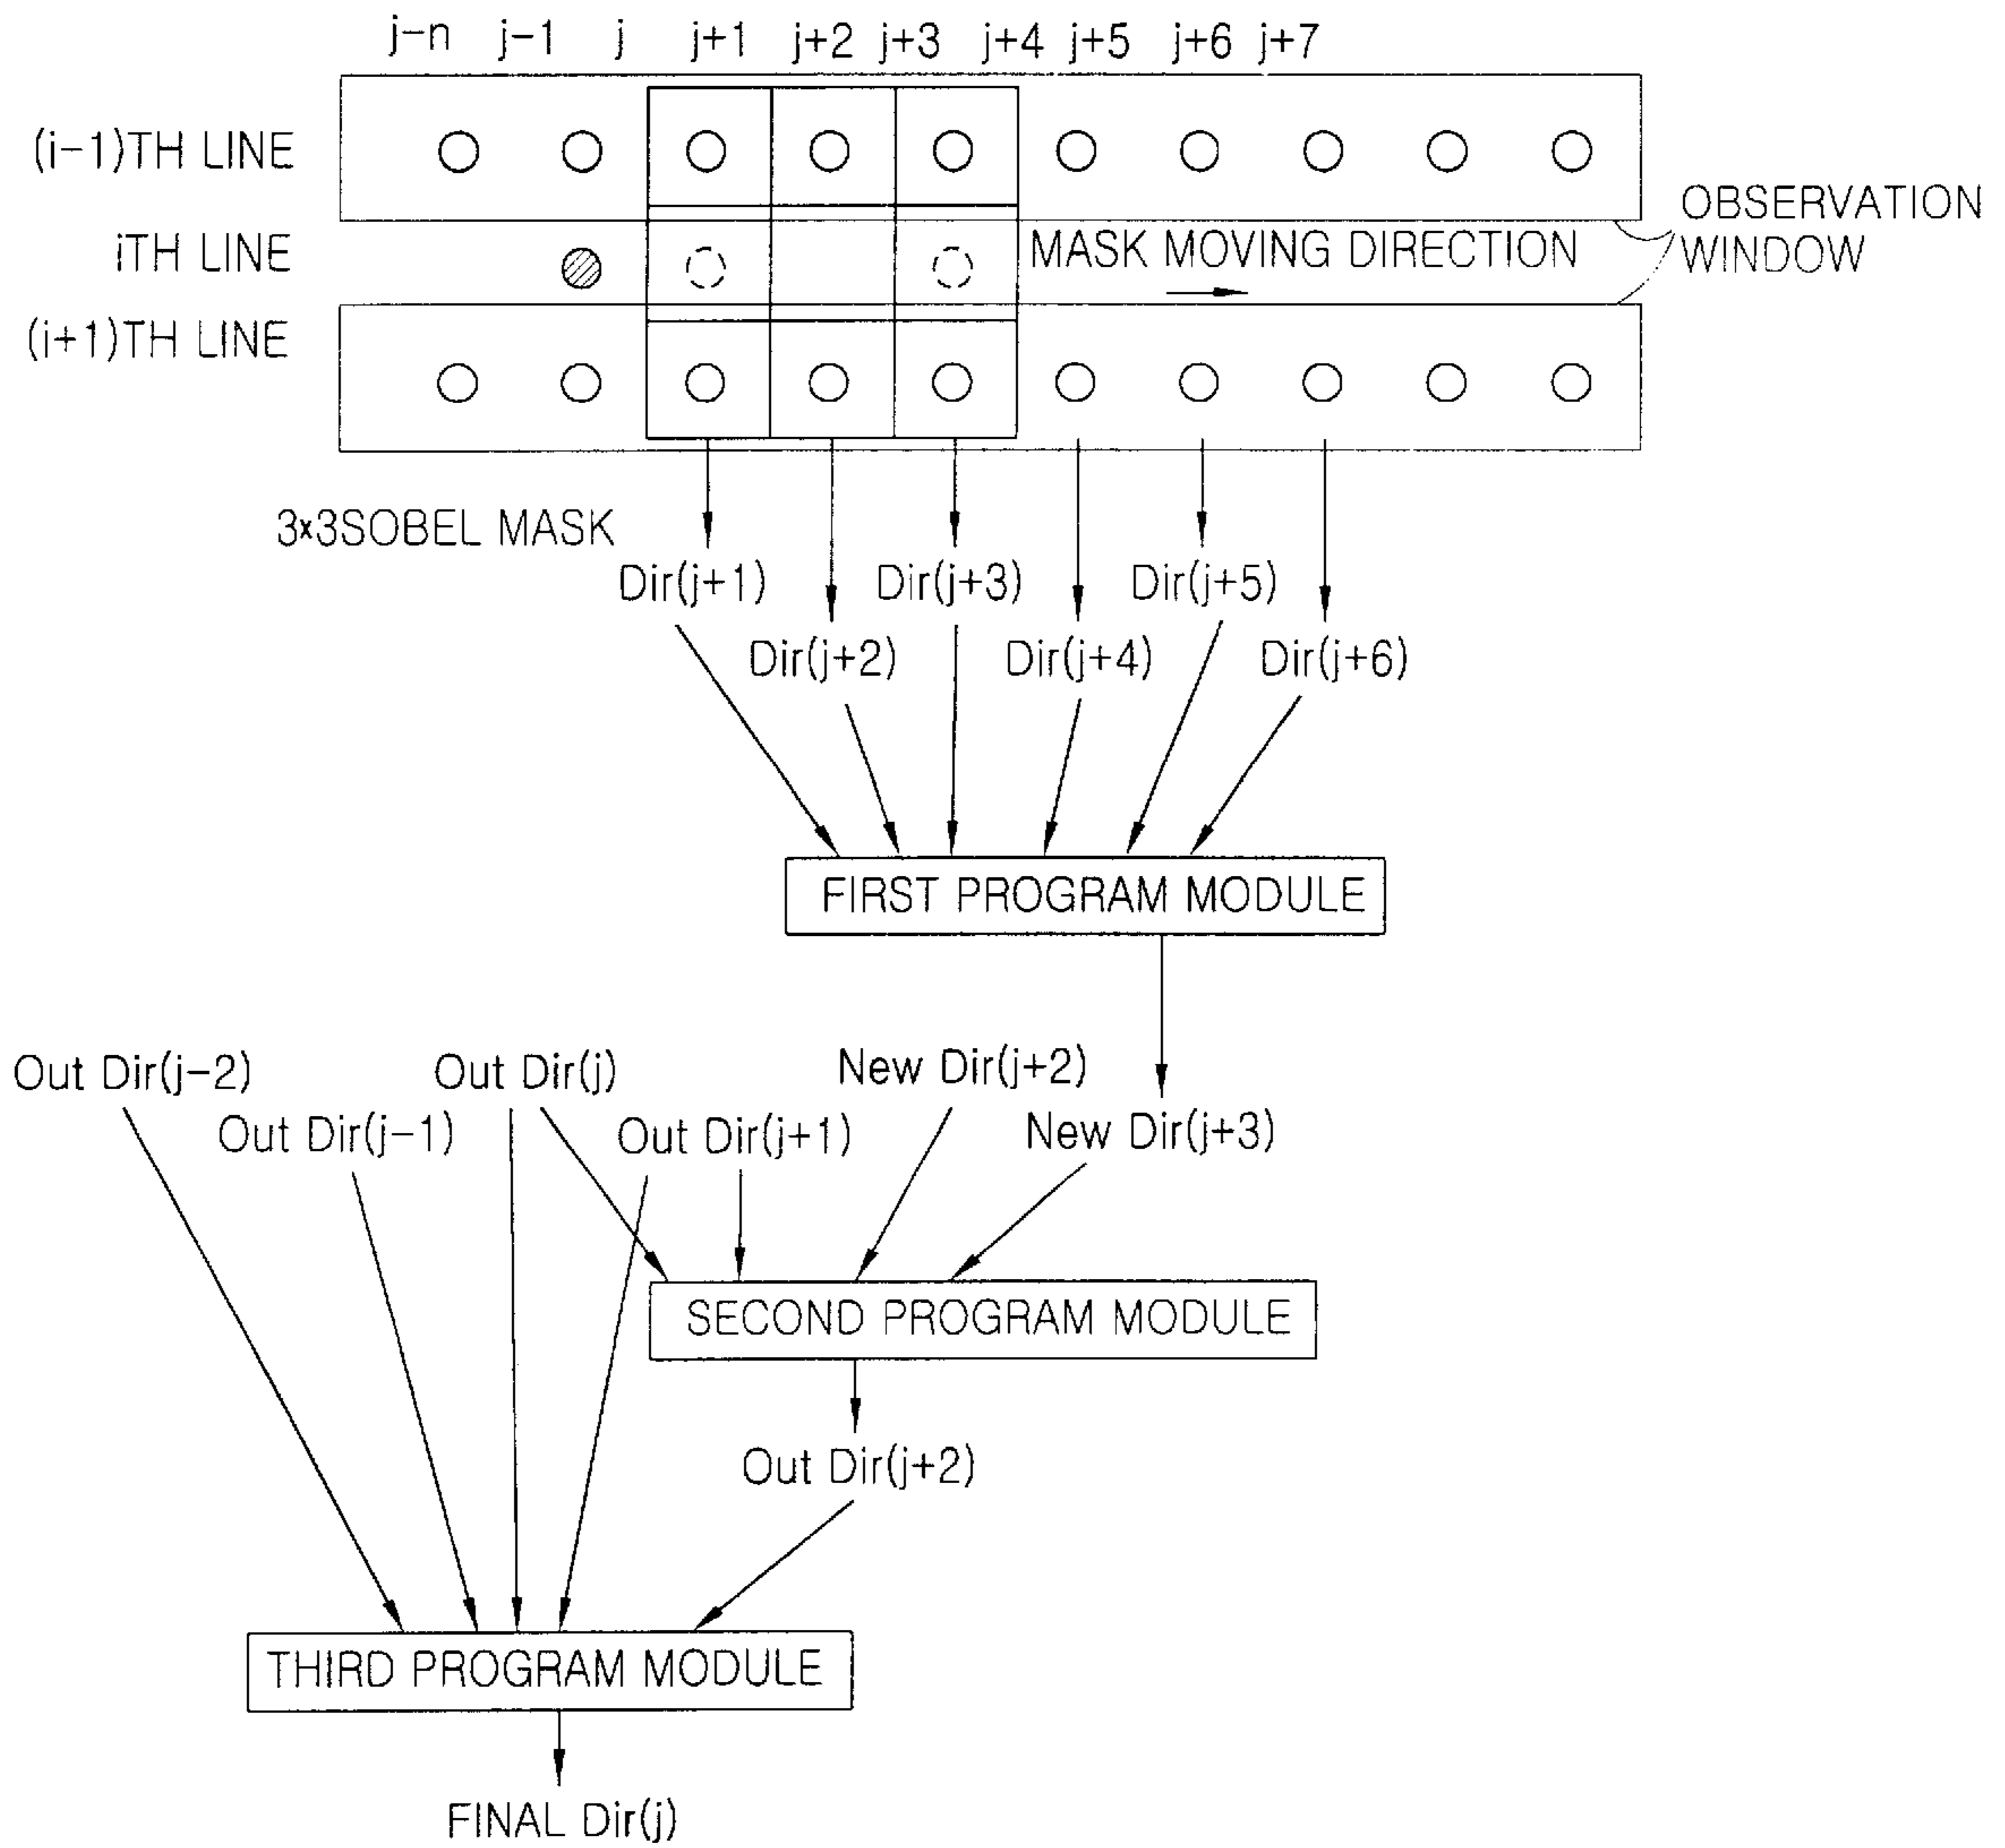 j-n j-1 j j+1 j+2 j+3 j+4 j+5 j+6 j+7
(i-1)TH LINE
OBSERVATION
WINDOW
iTH LINE
MASK MOVING DIRECTION
(i+1)TH LINE
3×3SOBEL MASK
Dir(j+1) Dir(j+3) Dir(j+5)
Dir(j+2) Dir(j+4) Dir(j+6)
FIRST PROGRAM MODULE
Out Dir(j-2) Out Dir(j) New Dir(j+2)
Out Dir(j-1) Out Dir(j+1) New Dir(j+3)
SECOND PROGRAM MODULE
Out Dir(j+2)
THIRD PROGRAM MODULE
FINAL Dir(j)